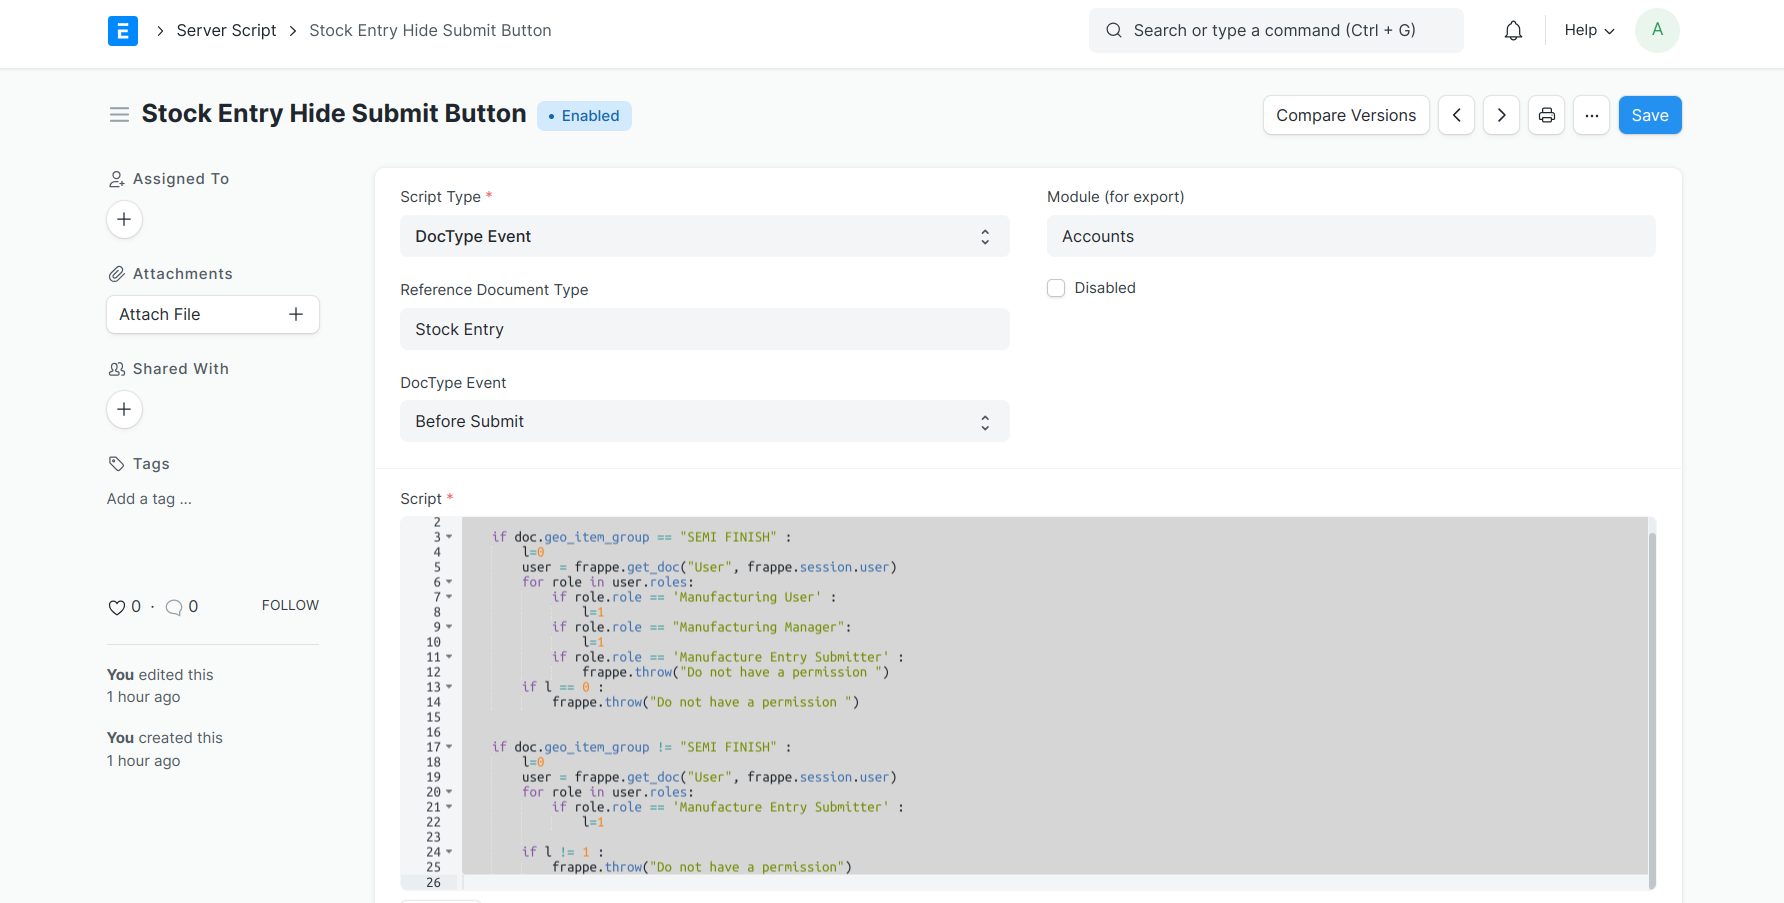 E
Server Script
Stock Entry Hide Submit Button
Search or type a command (Ctrl + G)
Help
A
Stock Entry Hide Submit Button
Enabled
Compare Versions
...
Save
Assigned To
Attachments
Attach File
Shared With
Tags
Add a tag ...
0 · 0
FOLLOW
You edited this
1 hour ago
You created this
1 hour ago
Script Type *
DocType Event
Module (for export)
Accounts
Reference Document Type
Stock Entry
Disabled
DocType Event
Before Submit
Script *
2
3 if doc.geo_item_group == "SEMI FINISH" :
4 l=0
5 user = frappe.get_doc("User", frappe.session.user)
6 for role in user.roles:
7 if role.role == 'Manufacturing User' :
8 l=1
9 if role.role == "Manufacturing Manager":
10 l=1
11 if role.role == 'Manufacture Entry Submitter' :
12 frappe.throw("Do not have a permission ")
13 if l == 0 :
14 frappe.throw("Do not have a permission ")
15
16
17 if doc.geo_item_group != "SEMI FINISH" :
18 l=0
19 user = frappe.get_doc("User", frappe.session.user)
20 for role in user.roles:
21 if role.role == 'Manufacture Entry Submitter' :
22 l=1
23
24 if l != 1 :
25 frappe.throw("Do not have a permission")
26